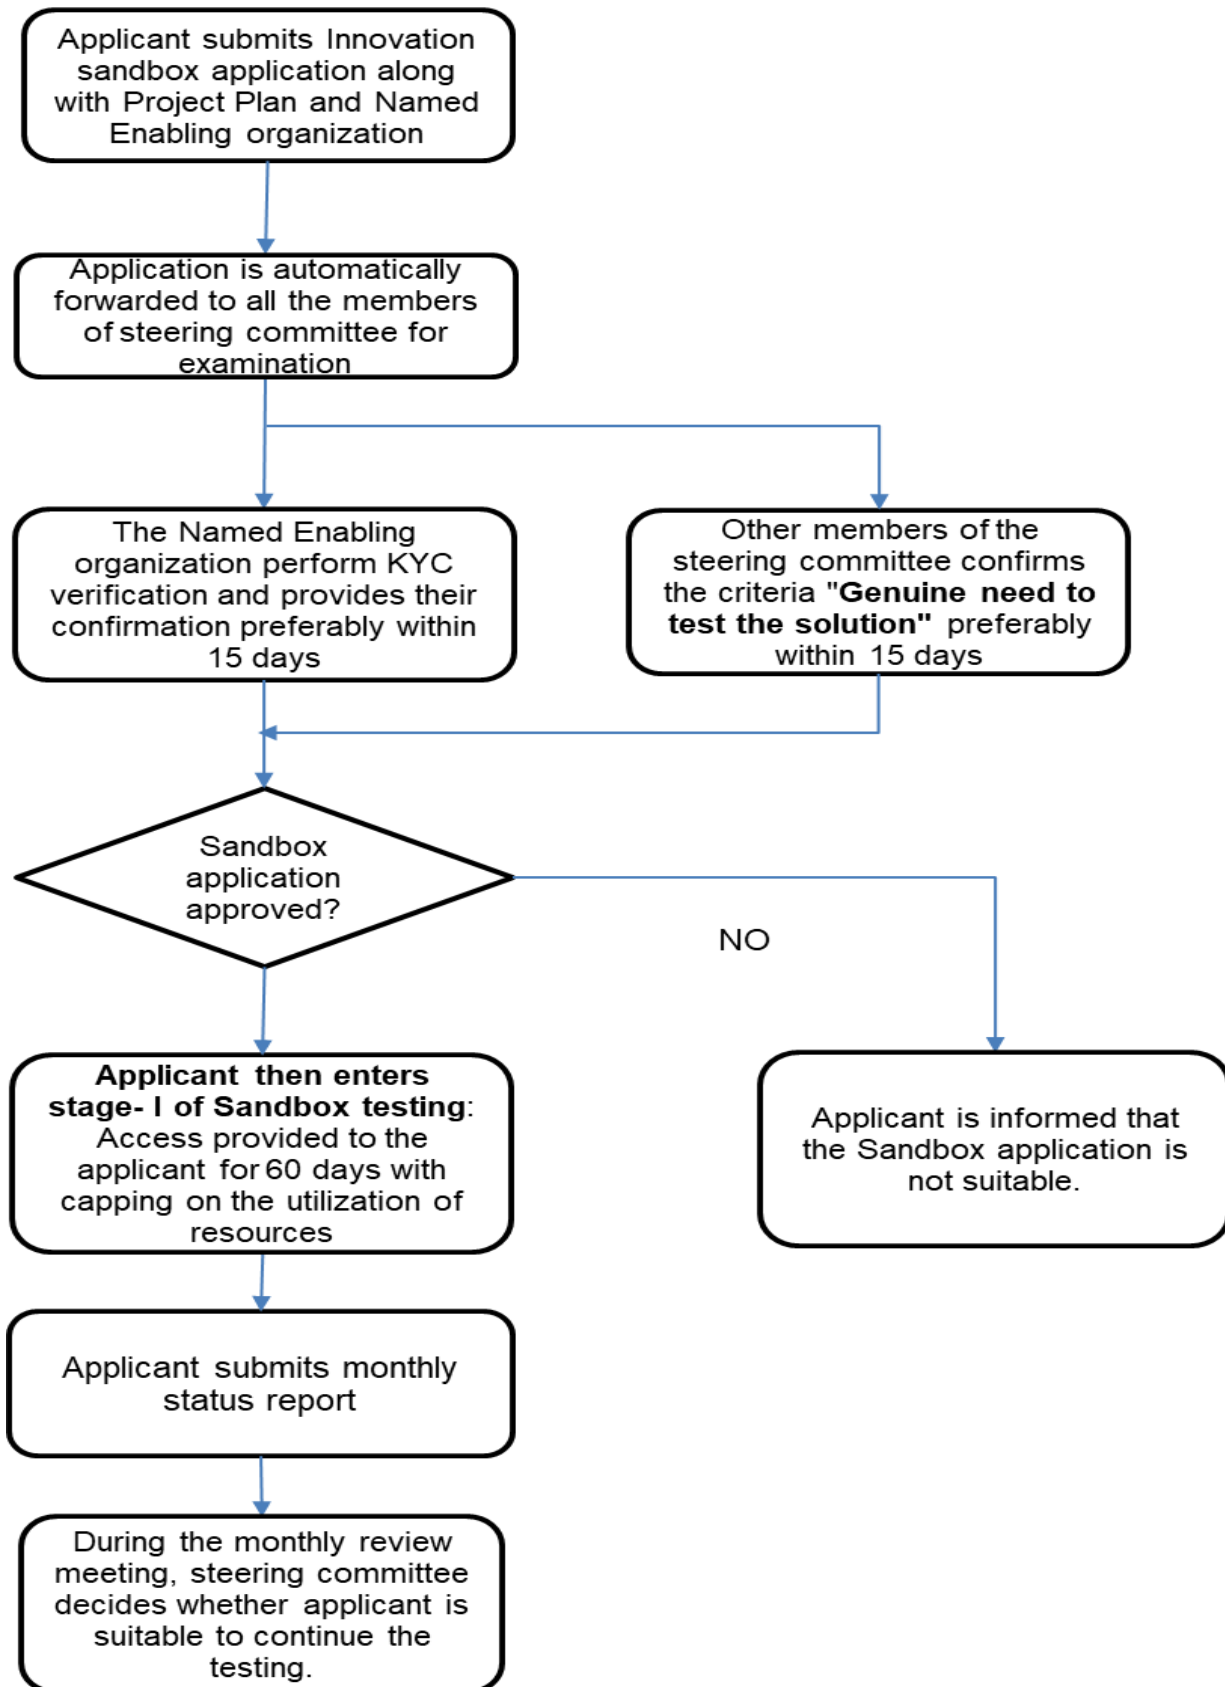 Applicant submits Innovation
sandbox application along
with Project Plan and Named
Enabling organization
Application is automatically
forwarded to all the members
of steering committee for
examination
The Named Enabling
organization perform KYC
verification and provides their
confirmation preferably within
15 days
Other members of the
steering committee confirms
the criteria "Genuine need to
test the solution" preferably
within 15 days
Sandbox
application
approved?
NO
Applicant then enters
stage- I of Sandbox testing:
Access provided to the
applicant for 60 days with
capping on the utilization of
resources
Applicant is informed that
the Sandbox application is
not suitable.
Applicant submits monthly
status report
During the monthly review
meeting, steering committee
decides whether applicant is
suitable to continue the
testing.